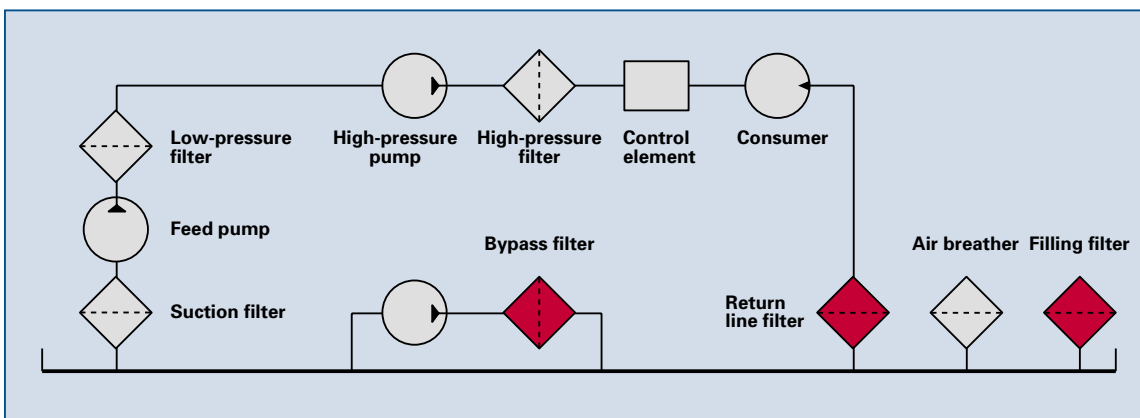 Low-pressure
filter
High-pressure
pump
High-pressure
filter
Control
element
Consumer
Feed pump
Bypass filter
Air breather
Filling filter
Suction filter
Return
line filter